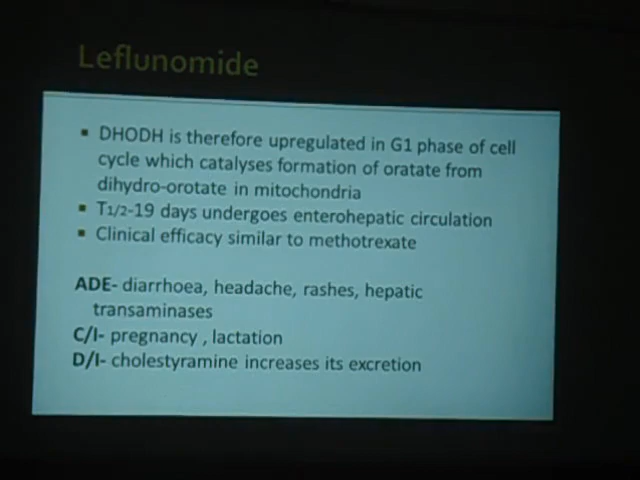 Leflunomide
▪ DHODH is therefore upregulated in G1 phase of cell
cycle which catalyses formation of oratate from
dihydro-orotate in mitochondria
▪ T1/2-19 days undergoes enterohepatic circulation
▪ Clinical efficacy similar to methotrexate
ADE- diarrhoea, headache, rashes, hepatic
transaminases
C/I- pregnancy , lactation
D/I- cholestyramine increases its excretion